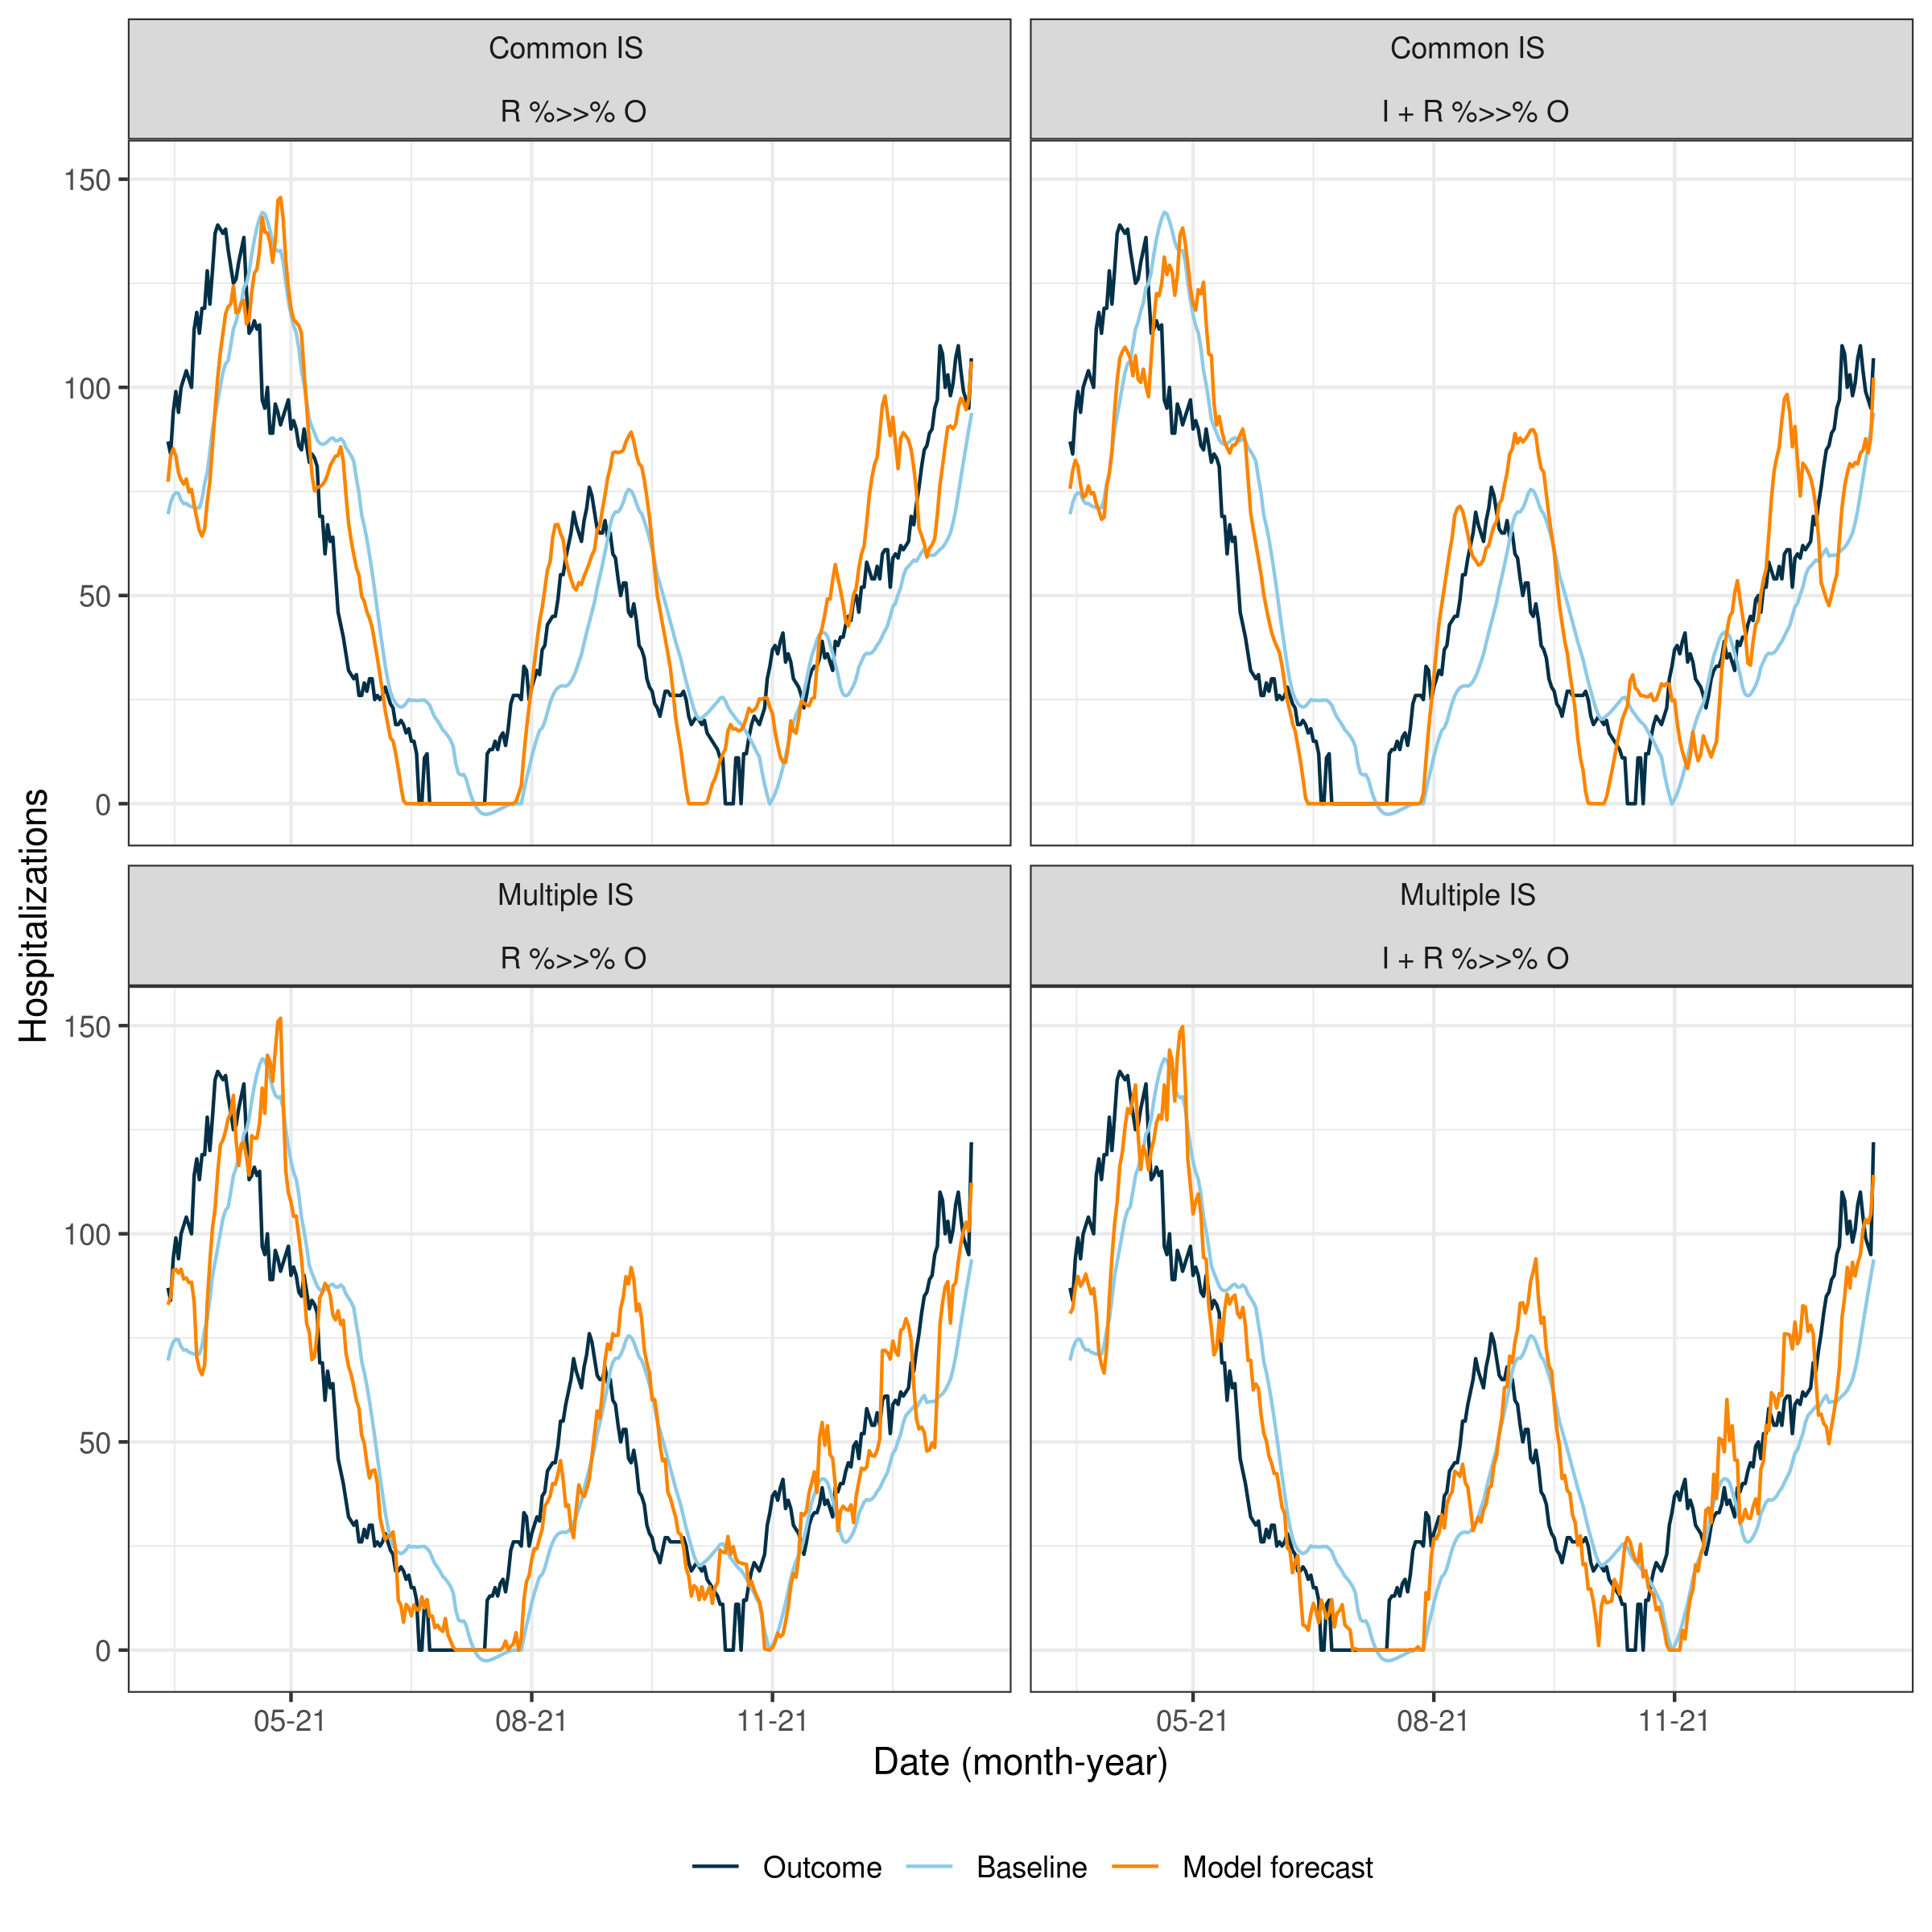 Common IS
R %>>% O
Common IS
I + R %>>% O
150
100
50
0
Multiple IS
R %>>% O
Multiple IS
I + R %>>% O
150
100
50
0
Hospitalizations
05-21
08-21
11-21
05-21
08-21
11-21
Date (month-year)
Outcome
Baseline
Model forecast